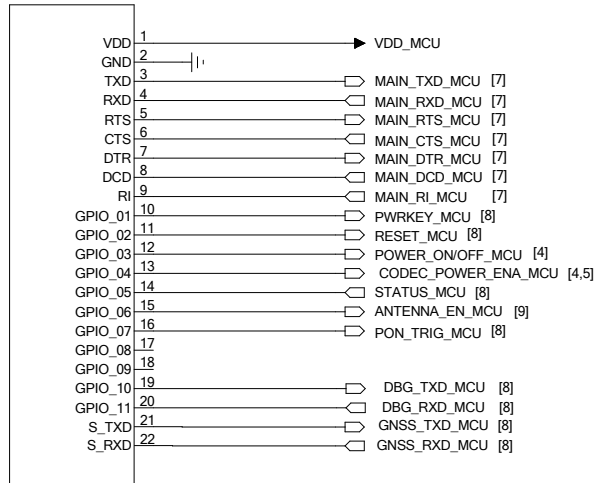 VDD 1 VDD_MCU
GND 2
TXD 3 MAIN_TXD_MCU [7]
RXD 4 MAIN_RXD_MCU [7]
RTS 5 MAIN_RTS_MCU [7]
CTS 6 MAIN_CTS_MCU [7]
DTR 7 MAIN_DTR_MCU [7]
DCD 8 MAIN_DCD_MCU [7]
RI 9 MAIN_RI_MCU [7]
GPIO_01 10 PWRKEY_MCU [8]
GPIO_02 11 RESET_MCU [8]
GPIO_03 12 POWER_ON/OFF_MCU [4]
GPIO_04 13 CODEC_POWER_ENA_MCU [4,5]
GPIO_05 14 STATUS_MCU [8]
GPIO_06 15 ANTENNA_EN_MCU [9]
GPIO_07 16 PON_TRIG_MCU [8]
GPIO_08 17
GPIO_09 18
GPIO_10 19 DBG_TXD_MCU [8]
GPIO_11 20 DBG_RXD_MCU [8]
S_TXD 21 GNSS_TXD_MCU [8]
S_RXD 22 GNSS_RXD_MCU [8]